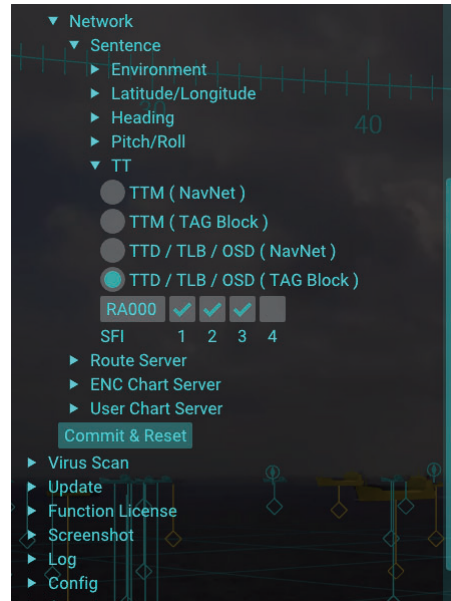 Network
Sentence
Environment
Latitude/Longitude
Heading
40
Pitch/Roll
TT
TTM ( NavNet )
TTM ( TAG Block )
TTD / TLB / OSD ( NavNet )
TTD / TLB / OSD ( TAG Block )
RA000
SFI 1 2 3 4
Route Server
ENC Chart Server
User Chart Server
Commit & Reset
Virus Scan
Update
Function License
Screenshot
Log
Config